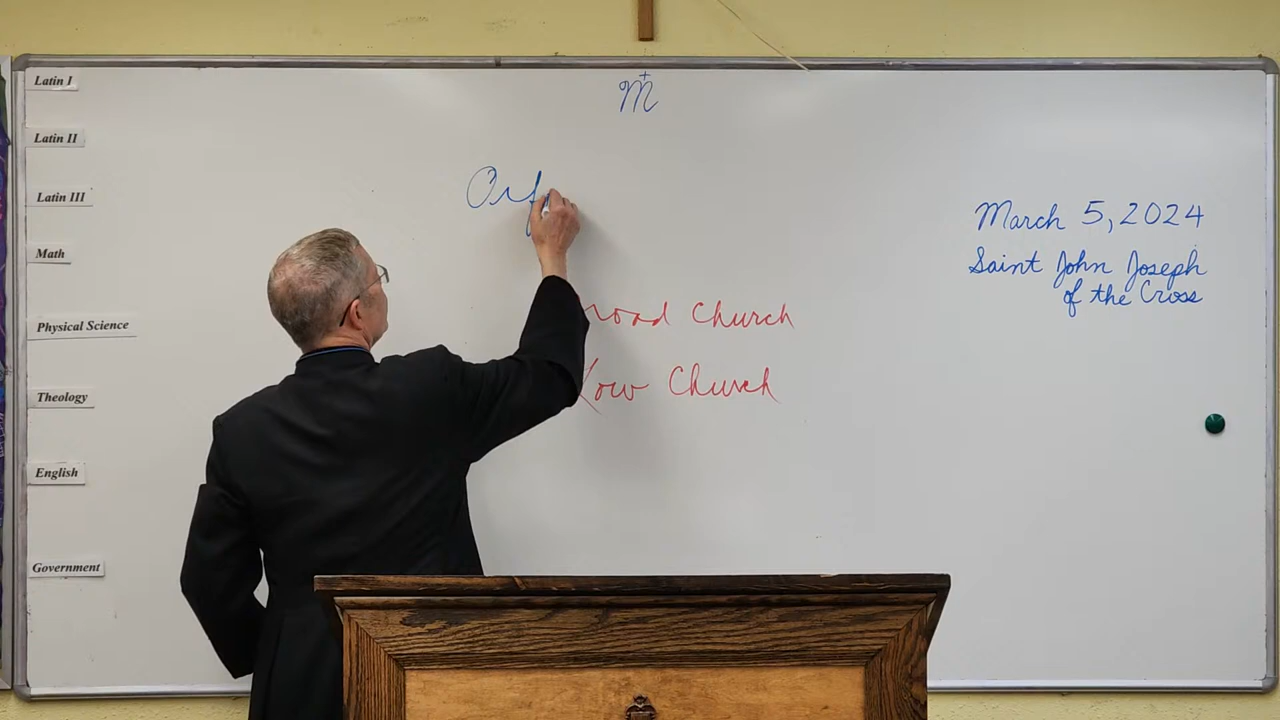 Latin I
Latin II
Latin III
Math
Physical Science
Theology
English
Government
M
March 5, 2024
Saint John Joseph
of the Cross
Church
Low Church